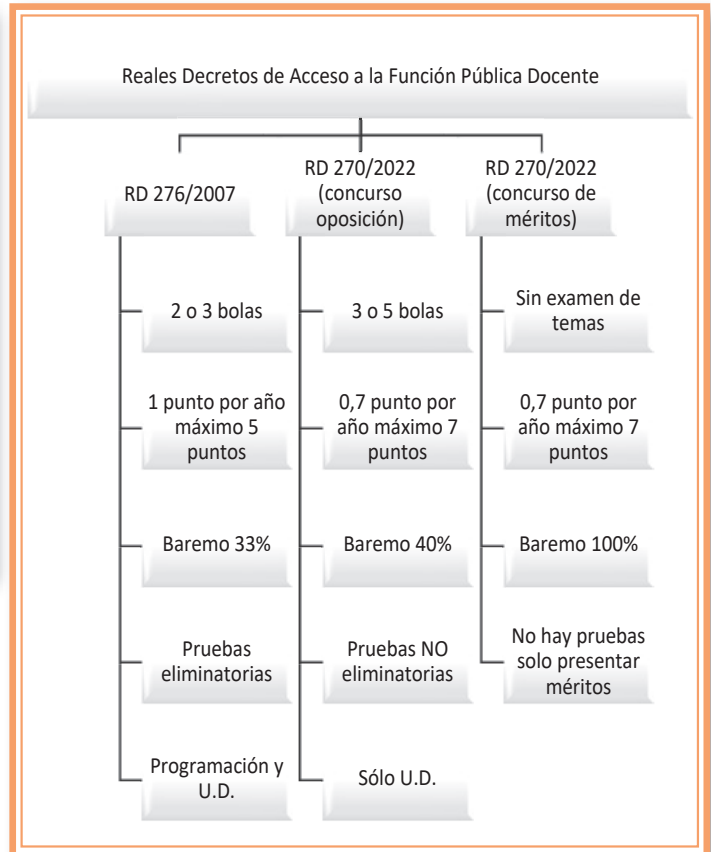 Reales Decretos de Acceso a la Función Pública Docente
RD 276/2007
2 o 3 bolas
1 punto por año
máximo 5
puntos
Baremo 33%
Pruebas
eliminatorias
Programación y
U.D.
RD 270/2022
(concurso
oposición)
3 o 5 bolas
0,7 punto por
año máximo 7
puntos
Baremo 40%
Pruebas NO
eliminatorias
Sólo U.D.
RD 270/2022
(concurso de
méritos)
Sin examen de
temas
0,7 punto por
año máximo 7
puntos
Baremo 100%
No hay pruebas
solo presentar
méritos